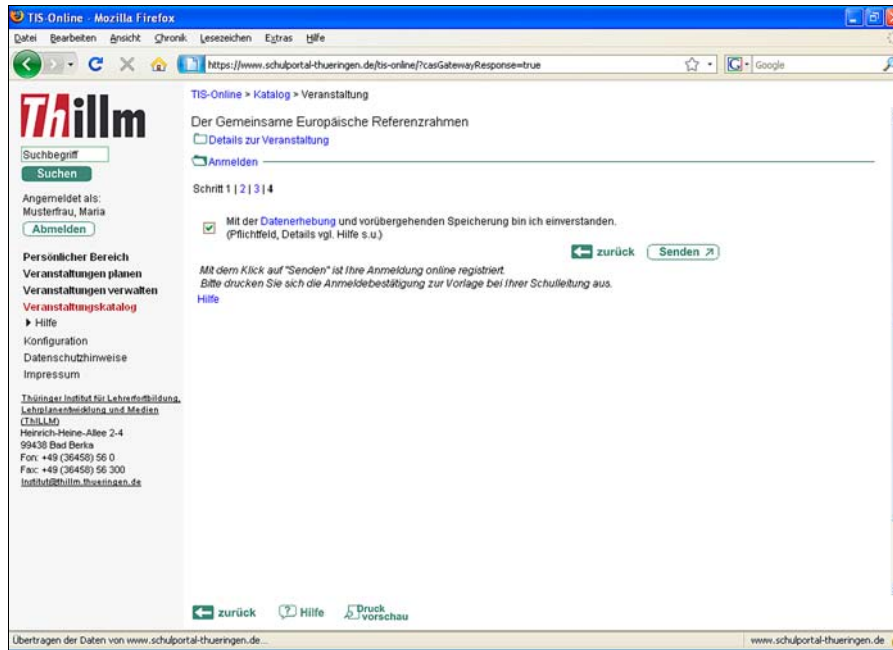 TIS-Online - Mozilla Firefox
Datei Bearbeiten Ansicht Chronik Lesezeichen Extras Hilfe
https://www.schulportal-thueringen.de/tis-online/?casGatewayResponse=true
Google
Thillm
Suchbegriff
Suchen
Angemeldet als:
Musterfrau, Maria
Abmelden
Persönlicher Bereich
Veranstaltungen planen
Veranstaltungen verwalten
Veranstaltungskatalog
Hilfe
Konfiguration
Datenschutzhinweise
Impressum
Thüringer Institut für Lehrerfortbildung,
Lehrplanentwicklung und Medien
(ThILLM)
Heinrich-Heine-Allee 2-4
99438 Bad Berka
Fon: +49 (36458) 56 0
Fax: +49 (36458) 56 300
Institut@thillm.thueringen.de
TIS-Online > Katalog > Veranstaltung
Der Gemeinsame Europäische Referenzrahmen
Details zur Veranstaltung
Anmelden
Schritt 1 | 2 | 3 | 4
Mit der Datenerhebung und vorübergehenden Speicherung bin ich einverstanden.
(Pflichtfeld, Details vgl. Hilfe s.u.)
zurück Senden
Mit dem Klick auf "Senden" ist Ihre Anmeldung online registriert.
Bitte drucken Sie sich die Anmeldebestätigung zur Vorlage bei Ihrer Schulleitung aus.
Hilfe
zurück Hilfe Druck
vorschau
Übertragen der Daten von www.schulportal-thueringen.de...
www.schulportal-thueringen.de